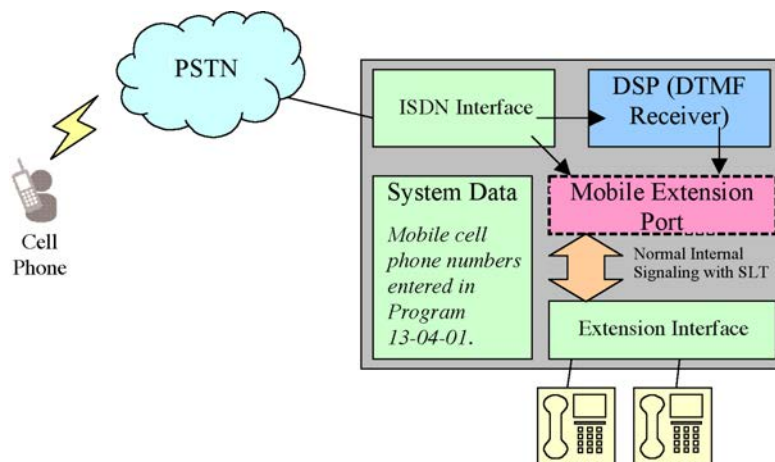 PSTN
ISDN Interface
DSP (DTMF
Receiver)
System Data
Mobile cell
phone numbers
entered in
Program
13-04-01.
Mobile Extension
Port
Normal Internal
Signaling with SLT
Extension Interface
Cell
Phone